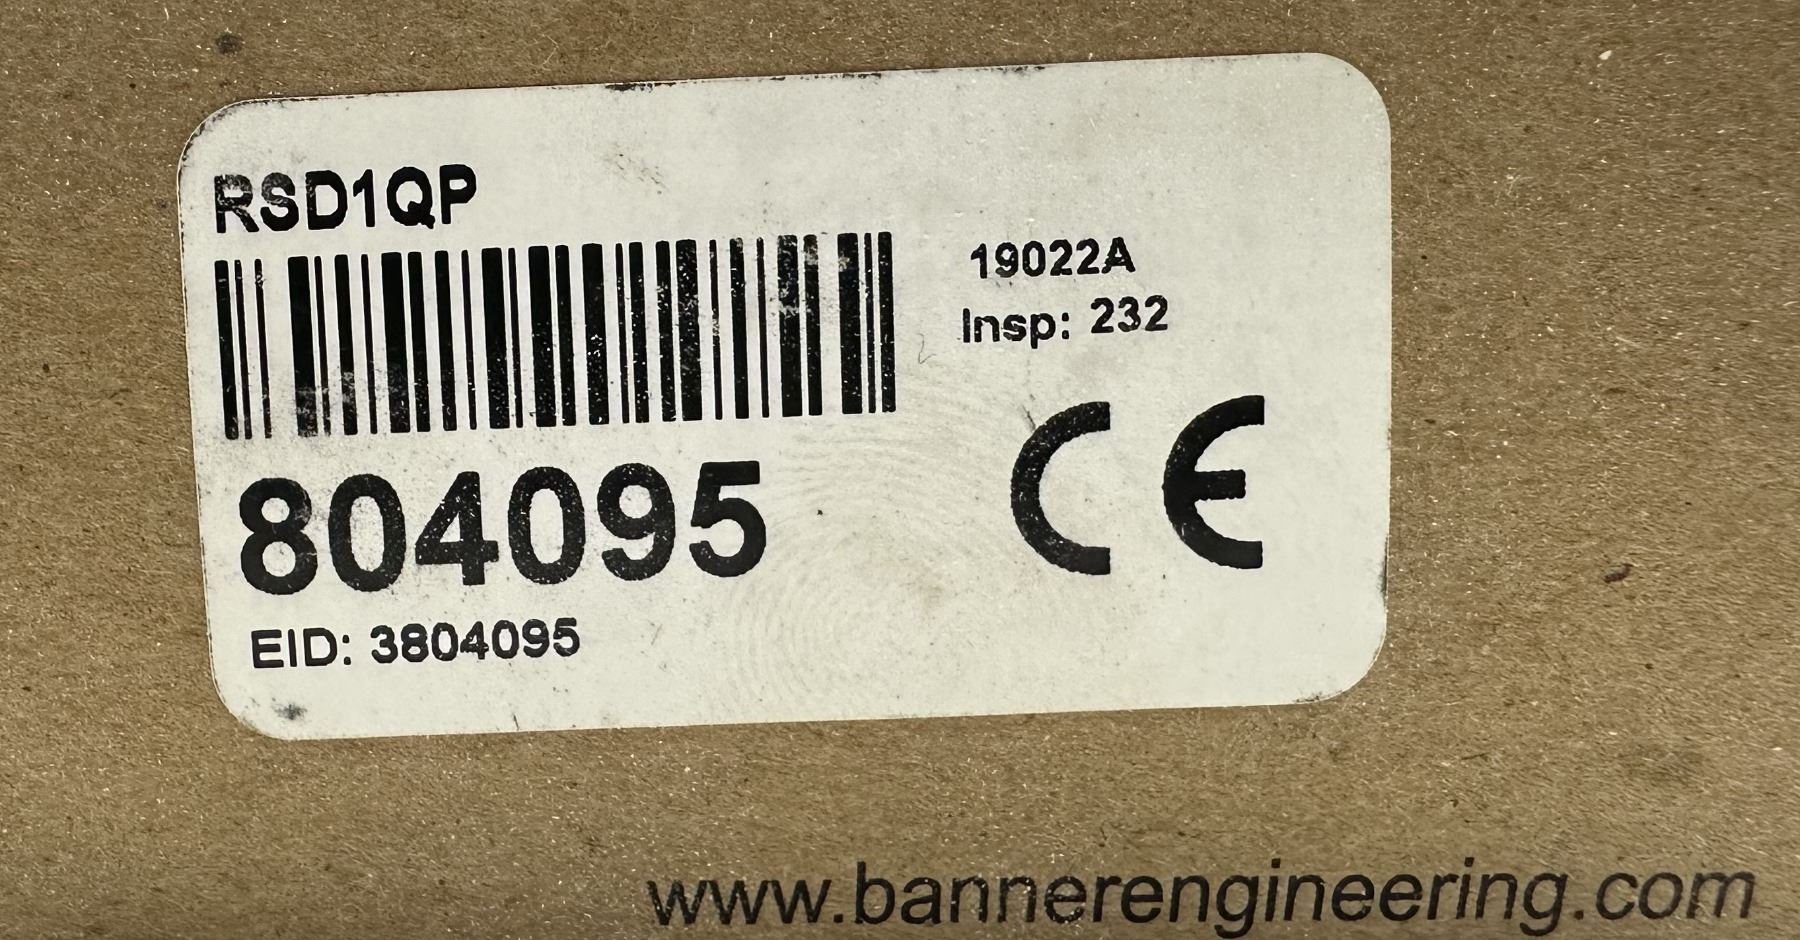 RSD1QP
19022A
Insp: 232
804095
CE
EID: 3804095
www.bannerengineering.com